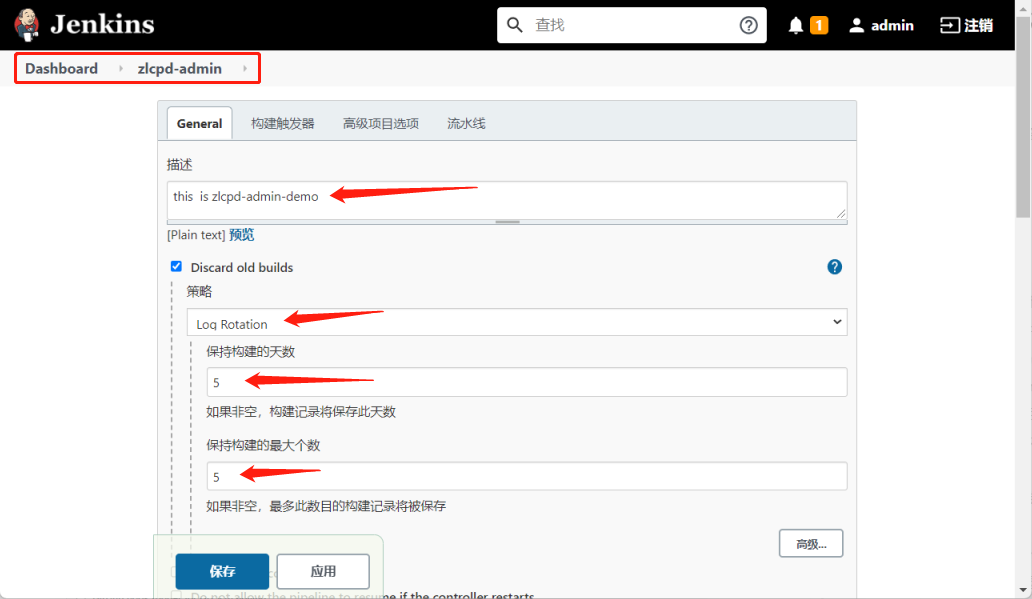 Jenkins
查找
1
admin
注销
Dashboard
zlcpd-admin
General
构建触发器
高级项目选项
流水线
描述
this is zlcpd-admin-demo
[Plain text] 预览
Discard old builds
?
策略
Log Rotation
保持构建的天数
5
如果非空，构建记录将保存此天数
保持构建的最大个数
5
如果非空，最多此数目的构建记录将被保存
高级...
保存
应用
Do not allow the pipeline to resume if the controller restarts